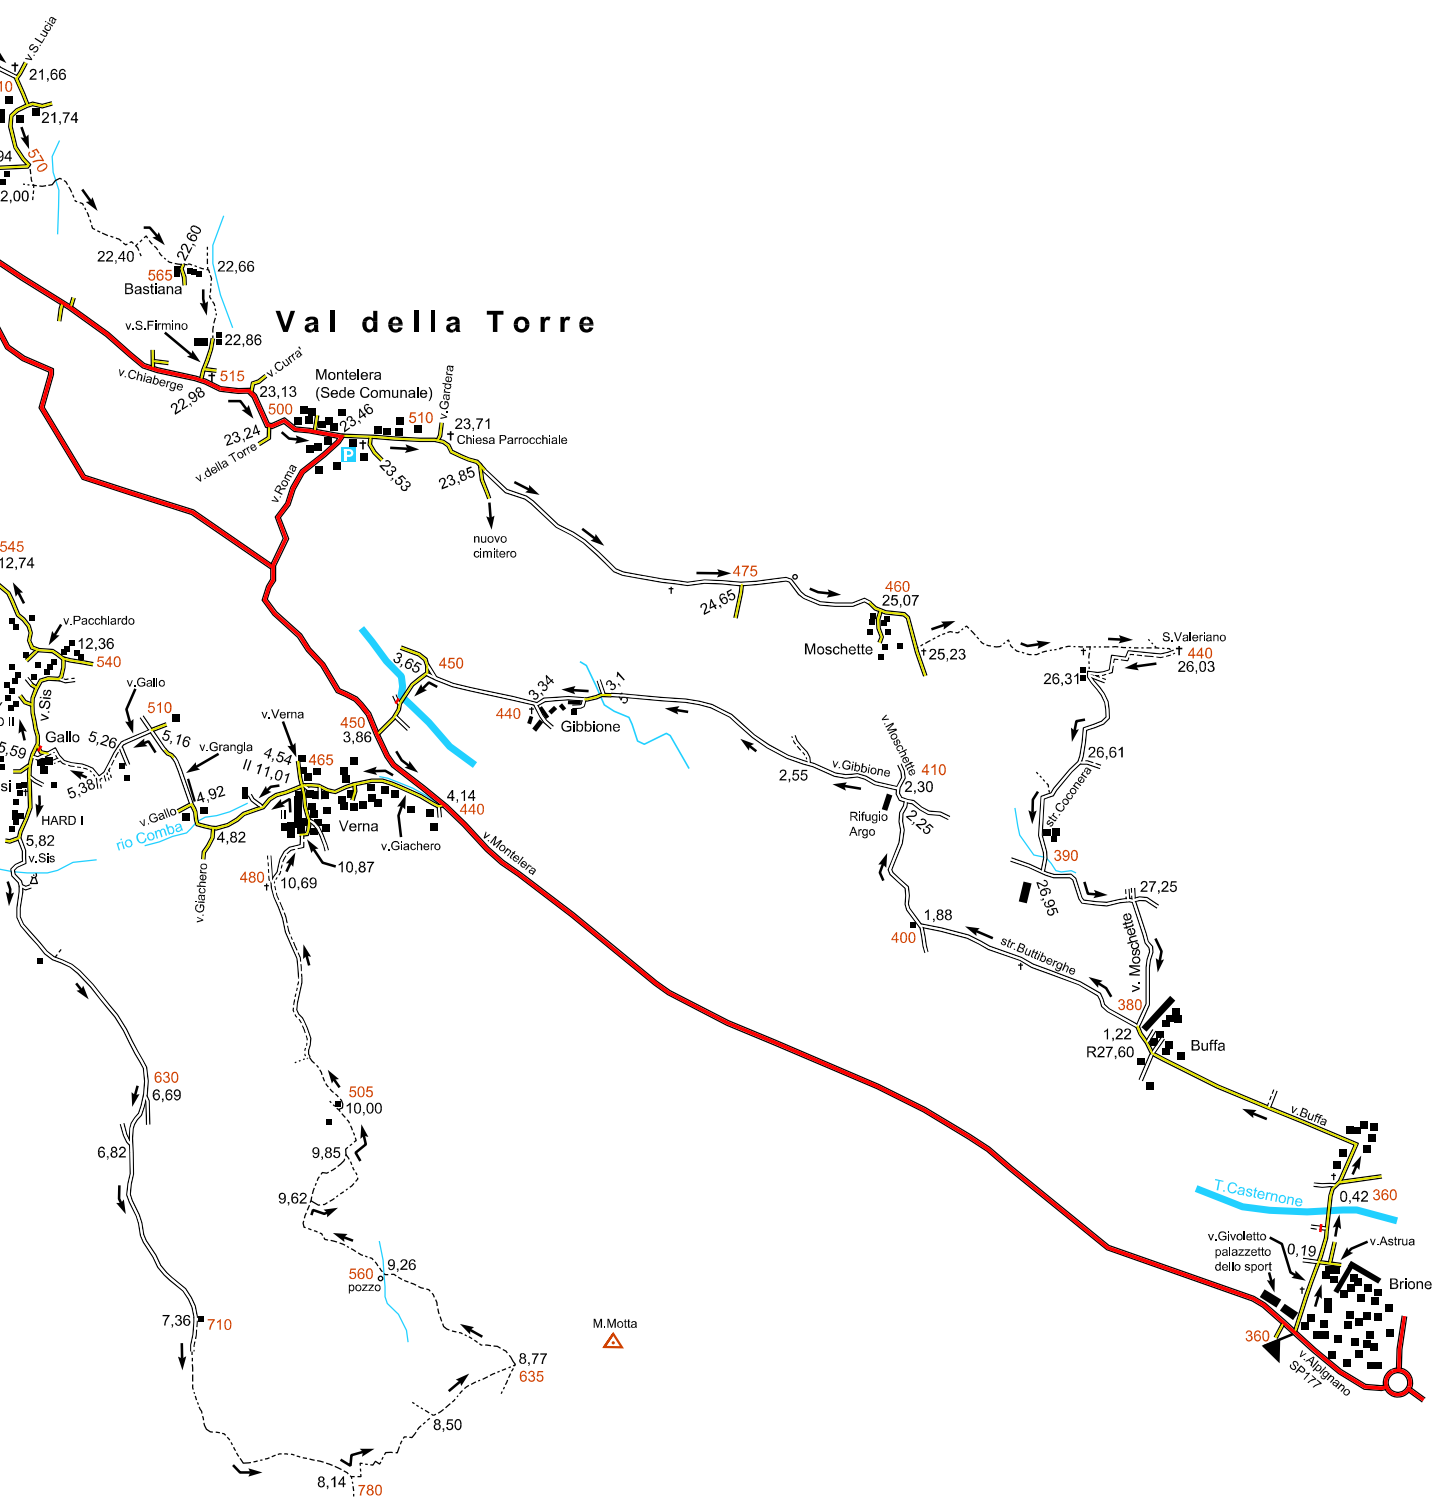 v.S.Lucia
21,66
10
21,74
94
570
2,00
22,40
22,60
565
Bastiana
22,66
v.S.Firmino
22,86
Val della Torre
v.Chiaberge
22,98
515
v.Curra'
23,13
500
Montelera
(Sede Comunale)
23,46
510
v.Gardera
23,71
Chiesa Parrocchiale
23,24
v.della Torre
v.Roma
P
23,53
23,85
nuovo
cimitero
545
12,74
475
24,65
460
25,07
Moschette
25,23
S.Valeriano
440
26,03
26,31
v.Pacchiardo
12,36
540
v.Sis
v.Gallo
510
5,16
Gallo
5,26
5,59
5,38
D II
si
HARD I
5,82
v.Sis
v.Grangla
4,92
v.Gallo
rio Comba
4,82
v.Giachero
v.Verna
4,54
465
II 11,01
Verna
10,87
10,69
480
v.Giachero
4,14
440
v.Montelera
3,65
450
450
3,86
3,34
440
Gibbione
3,1
2,55
v.Gibbione
v.Moschette
410
2,30
2,25
Rifugio
Argo
26,61
str.Coconera
390
26,95
27,25
v. Moschette
1,88
400
str.Buttiberghe
380
1,22
R27,60
Buffa
v.Buffa
T.Casternone
0,42
360
v.Givoletto
palazzetto
dello sport
0,19
v.Astrua
Brione
360
v.Alpignano
SP177
630
6,69
6,82
7,36
710
505
10,00
9,85
9,62
9,26
560
pozzo
M.Motta
8,77
635
8,50
8,14
780